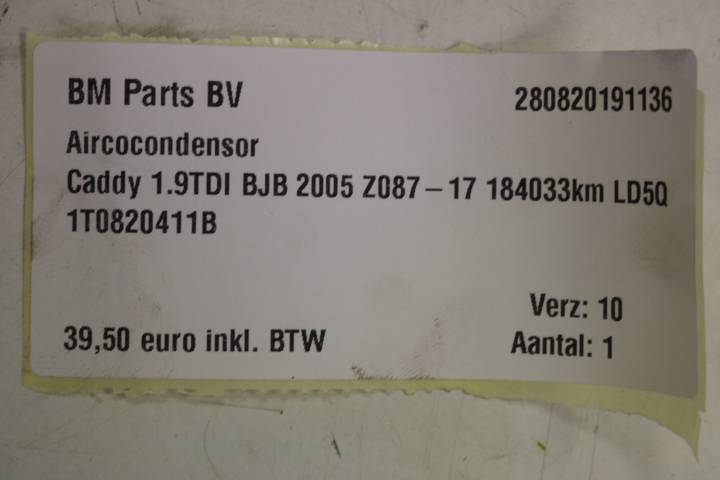 BM Parts BV 280820191136
Aircocondensor
Caddy 1.9TDI BJB 2005 Z087-17 184033km LD5Q
1T0820411B
Verz: 10
39,50 euro inkl. BTW Aantal: 1